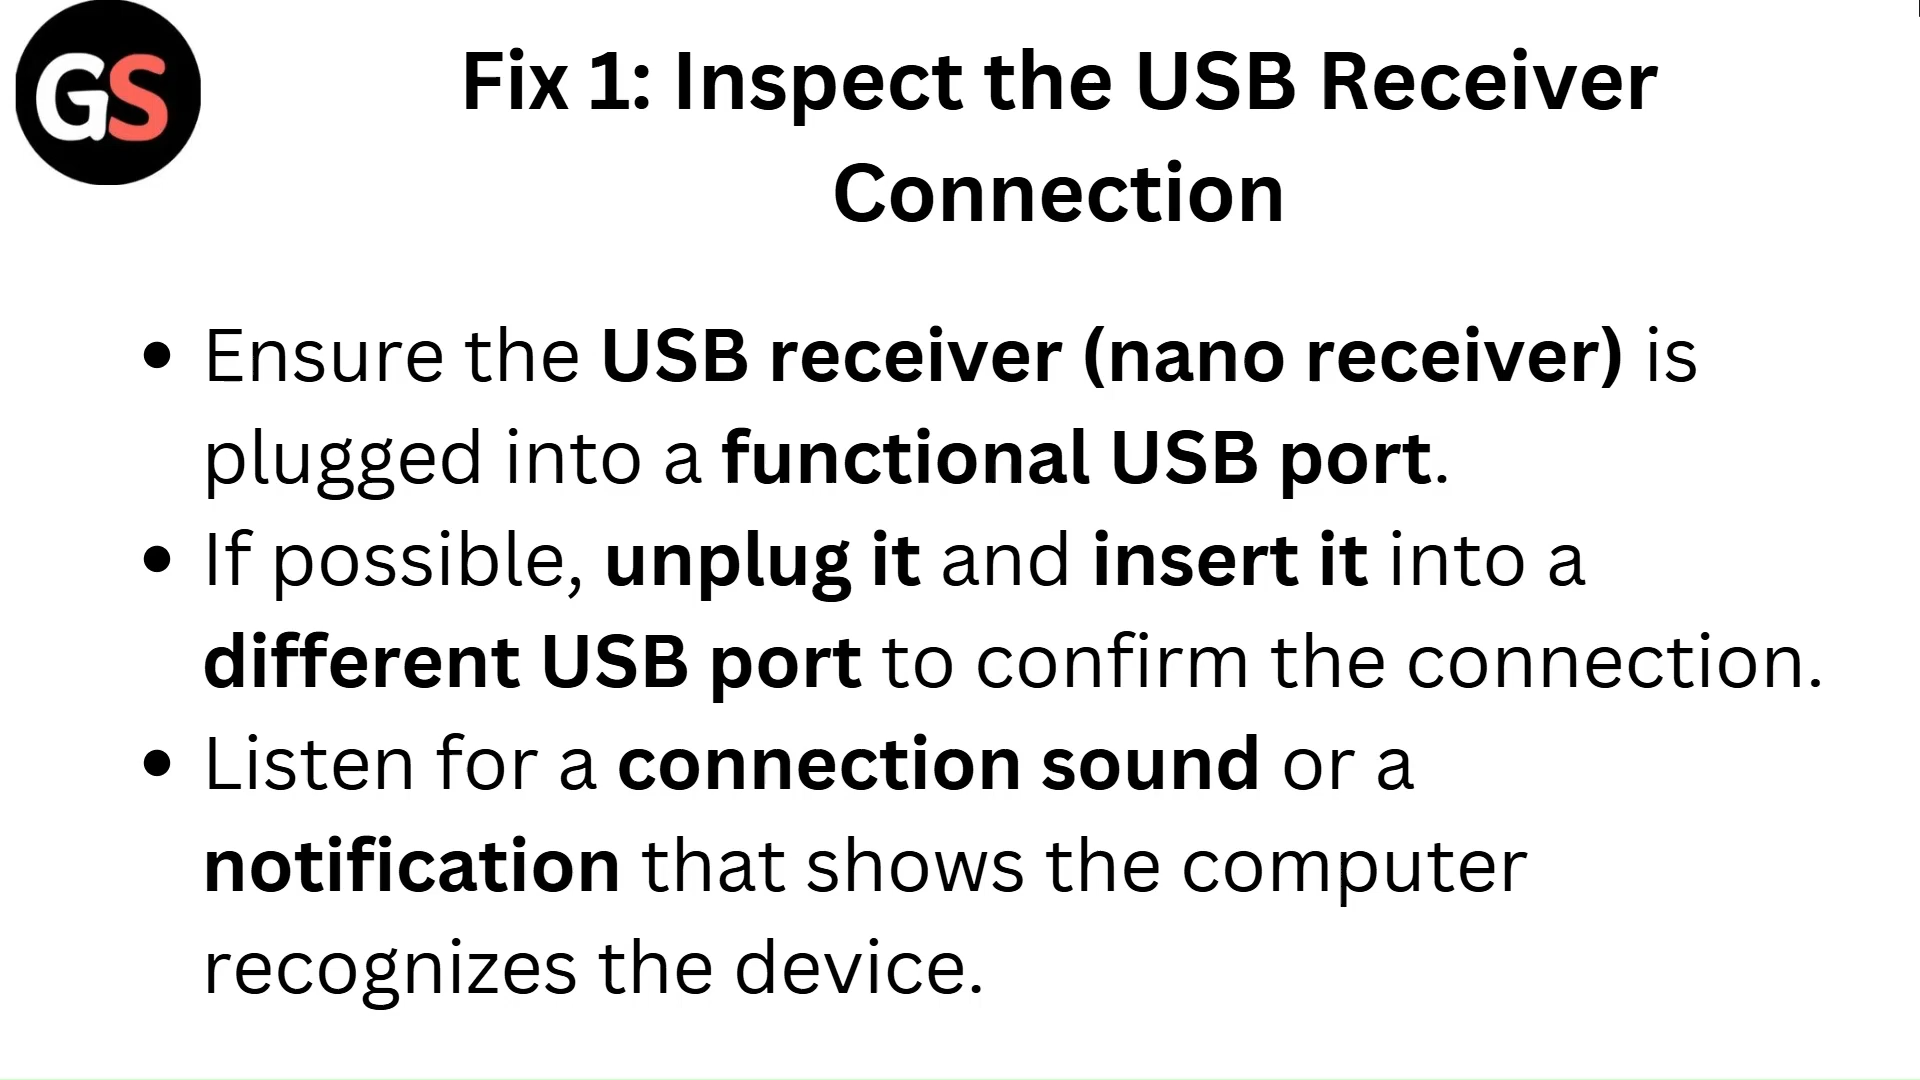 GS
Fix 1: Inspect the USB Receiver
Connection
• Ensure the USB receiver (nano receiver) is
plugged into a functional USB port.
• If possible, unplug it and insert it into a
different USB port to confirm the connection.
• Listen for a connection sound or a
notification that shows the computer
recognizes the device.